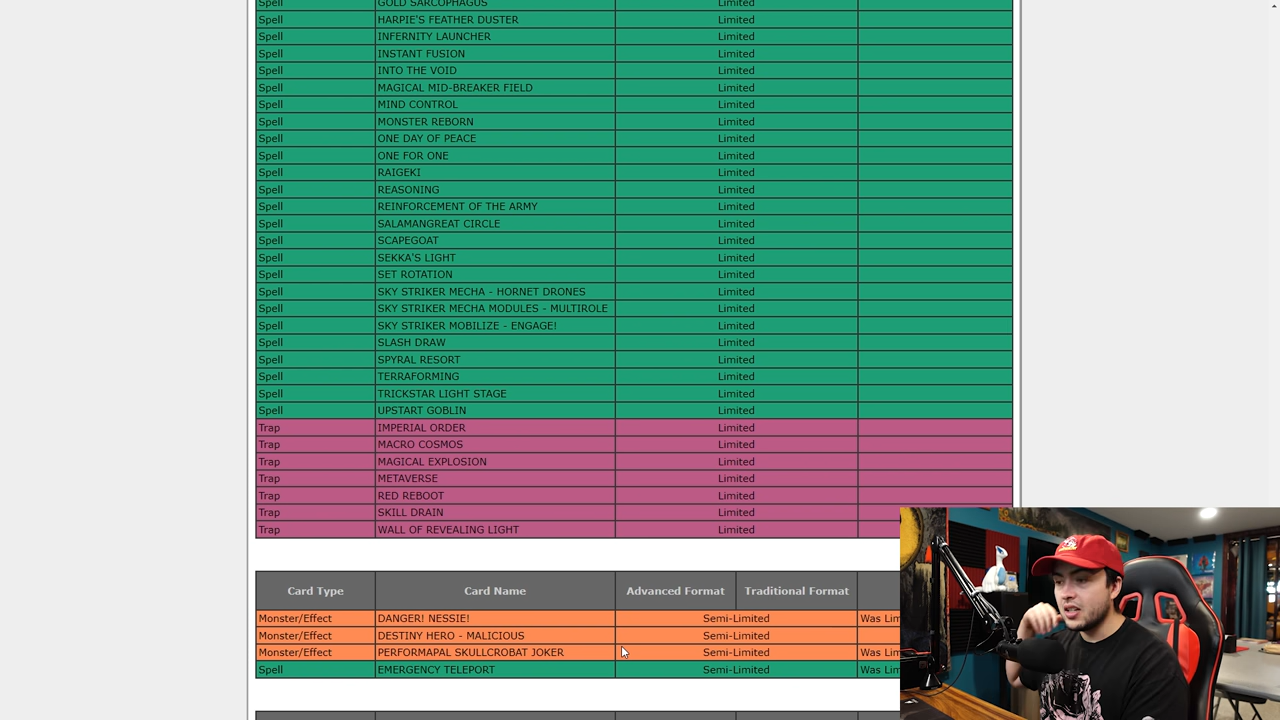 Spell GOLD SARCOPHAGUS Limited
Spell HARPIE'S FEATHER DUSTER Limited
Spell INFERNITY LAUNCHER Limited
Spell INSTANT FUSION Limited
Spell INTO THE VOID Limited
Spell MAGICAL MID-BREAKER FIELD Limited
Spell MIND CONTROL Limited
Spell MONSTER REBORN Limited
Spell ONE DAY OF PEACE Limited
Spell ONE FOR ONE Limited
Spell RAIGEKI Limited
Spell REASONING Limited
Spell REINFORCEMENT OF THE ARMY Limited
Spell SALAMANGREAT CIRCLE Limited
Spell SCAPEGOAT Limited
Spell SEKKA'S LIGHT Limited
Spell SET ROTATION Limited
Spell SKY STRIKER MECHA - HORNET DRONES Limited
Spell SKY STRIKER MECHA MODULES - MULTIROLE Limited
Spell SKY STRIKER MOBILIZE - ENGAGE! Limited
Spell SLASH DRAW Limited
Spell SPYRAL RESORT Limited
Spell TERRAFORMING Limited
Spell TRICKSTAR LIGHT STAGE Limited
Spell UPSTART GOBLIN Limited
Trap IMPERIAL ORDER Limited
Trap MACRO COSMOS Limited
Trap MAGICAL EXPLOSION Limited
Trap METAVERSE Limited
Trap RED REBOOT Limited
Trap SKILL DRAIN Limited
Trap WALL OF REVEALING LIGHT Limited
Card Type Card Name Advanced Format Traditional Format
Monster/Effect DANGER! NESSIE! Semi-Limited Was Lim
Monster/Effect DESTINY HERO - MALICIOUS Semi-Limited
Monster/Effect PERFORMAPAL SKULLCROBAT JOKER Semi-Limited Was Lim
Spell EMERGENCY TELEPORT Semi-Limited Was Lim